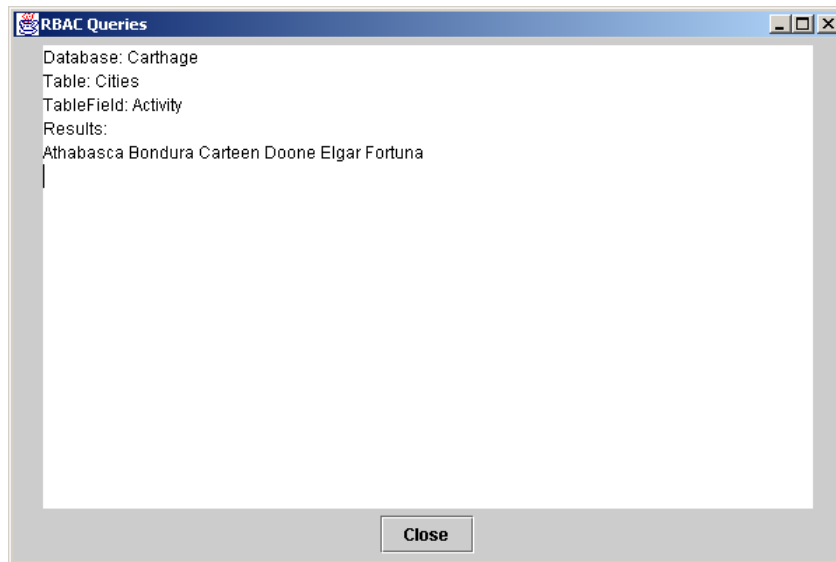 RBAC Queries
Database: Carthage
Table: Cities
TableField: Activity
Results:
Athabasca Bondura Carteen Doone Elgar Fortuna
Close